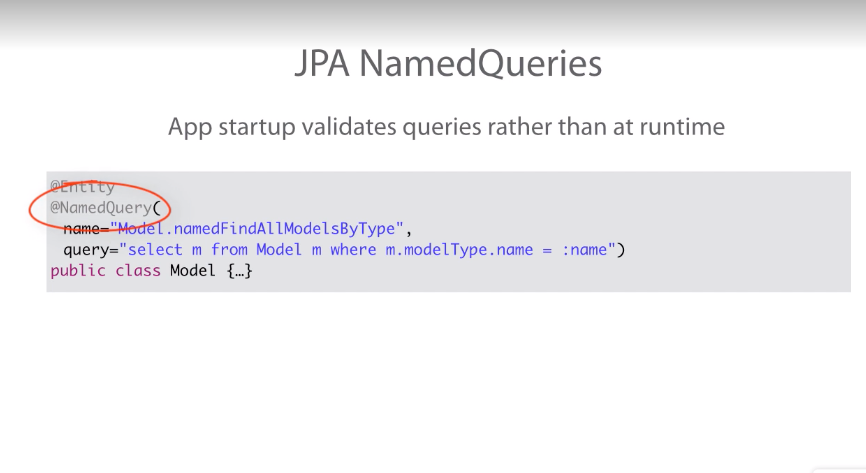 JPA NamedQueries
App startup validates queries rather than at runtime
@Entity
@NamedQuery(
name="Model.namedFindAllModelsByType",
query="select m from Model m where m.modelType.name = :name")
public class Model {…}